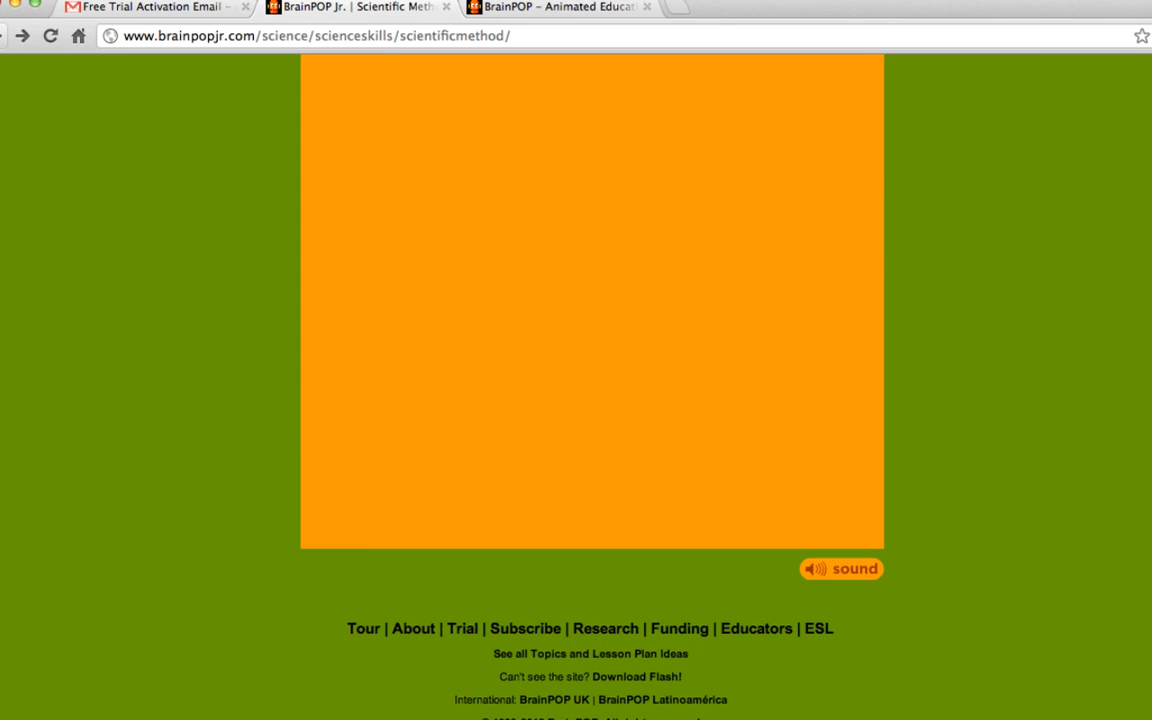 Free Trial Activation Email –
BrainPOP Jr. | Scientific Meth
BrainPOP – Animated Educat
www.brainpopjr.com/science/scienceskills/scientificmethod/
sound
Tour | About | Trial | Subscribe | Research | Funding | Educators | ESL
See all Topics and Lesson Plan Ideas
Can't see the site? Download Flash!
International: BrainPOP UK | BrainPOP Latinoamérica